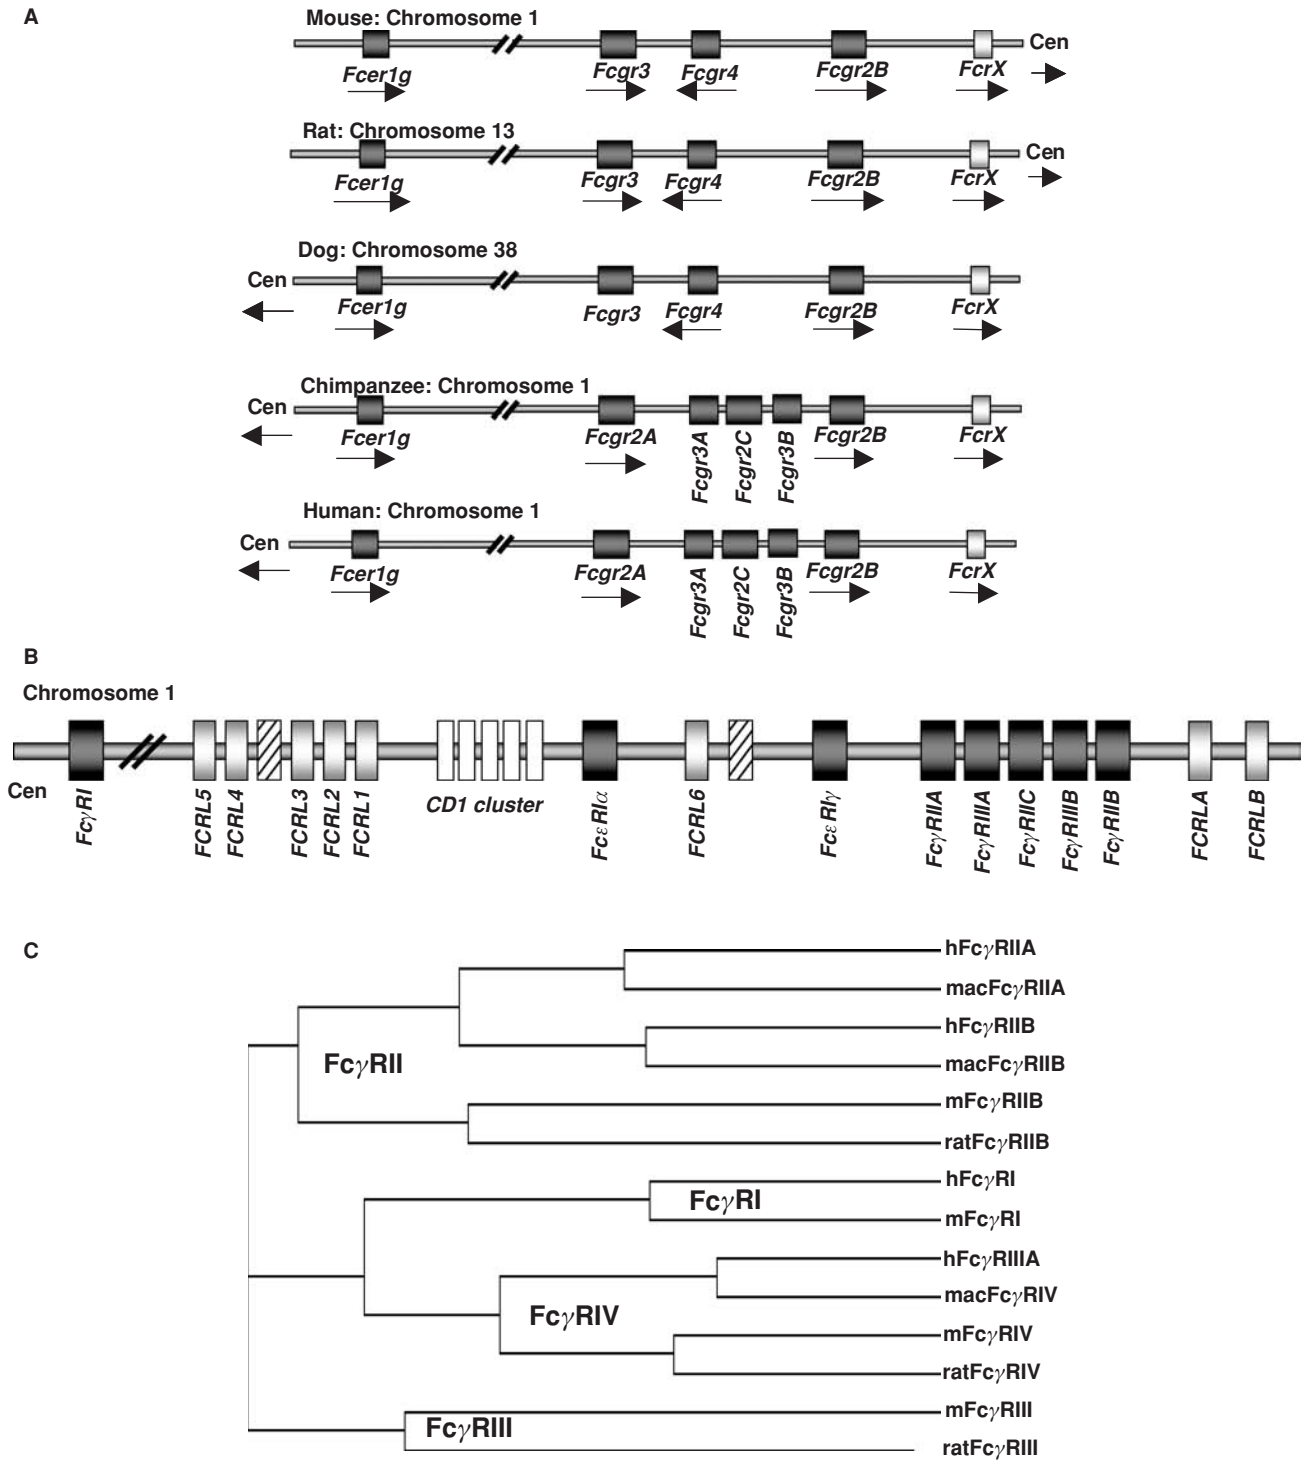 A
Mouse: Chromosome 1
Cen
Fcer1g Fcgr3 Fcgr4 Fcgr2B FcrX
Rat: Chromosome 13
Cen
Fcer1g Fcgr3 Fcgr4 Fcgr2B FcrX
Dog: Chromosome 38
Cen
Fcer1g Fcgr3 Fcgr4 Fcgr2B FcrX
Chimpanzee: Chromosome 1
Cen
Fcer1g Fcgr2A Fcgr3A Fcgr2C Fcgr3B Fcgr2B FcrX
Human: Chromosome 1
Cen
Fcer1g Fcgr2A Fcgr3A Fcgr2C Fcgr3B Fcgr2B FcrX
B
Chromosome 1
Cen
FcγRI FCRL5 FCRL4 FCRL3 FCRL2 FCRL1 CD1 cluster FcεRIα FCRL6 FcεRIγ FcγRIIA FcγRIIIA FcγRIIC FcγRIIIB FcγRIIB FCRLA FCRLB
C
hFcγRIIA
macFcγRIIA
hFcγRIIB
FcγRII
macFcγRIIB
mFcγRIIB
ratFcγRIIB
hFcγRI
FcγRI
mFcγRI
hFcγRIIIA
macFcγRIV
FcγRIV
mFcγRIV
ratFcγRIV
mFcγRIII
FcγRIII
ratFcγRIII